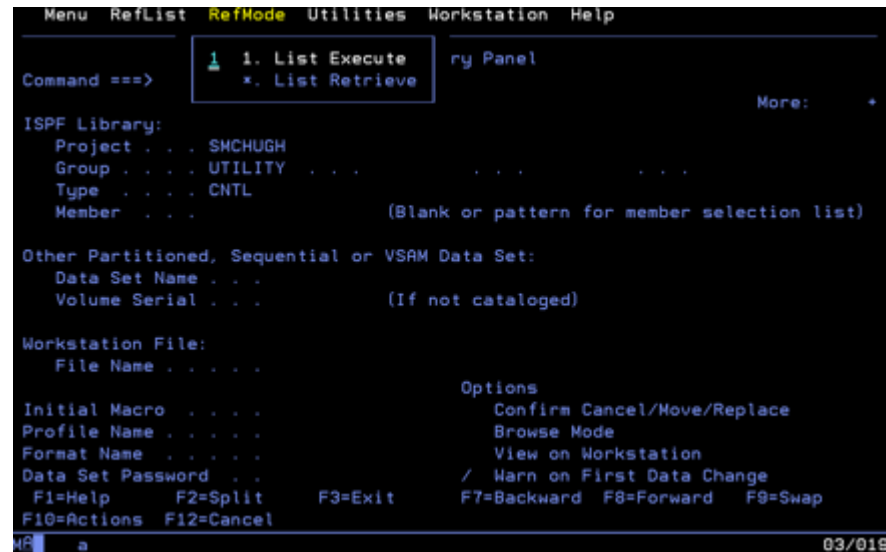 Menu RefList RefMode Utilities Workstation Help
1 1. List Execute ry Panel
Command ===> *. List Retrieve
More: +
ISPF Library:
Project . . . SMCHUGH
Group . . . . UTILITY . . . . . . . . .
Type . . . . CNTL
Member . . . (Blank or pattern for member selection list)
Other Partitioned, Sequential or VSAM Data Set:
Data Set Name . . .
Volume Serial . . . (If not cataloged)
Workstation File:
File Name . . . . .
Options
Initial Macro . . . . Confirm Cancel/Move/Replace
Profile Name . . . . . Browse Mode
Format Name . . . . . View on Workstation
Data Set Password . . / Warn on First Data Change
F1=Help F2=Split F3=Exit F7=Backward F8=Forward F9=Swap
F10=Actions F12=Cancel
MA a 03/019